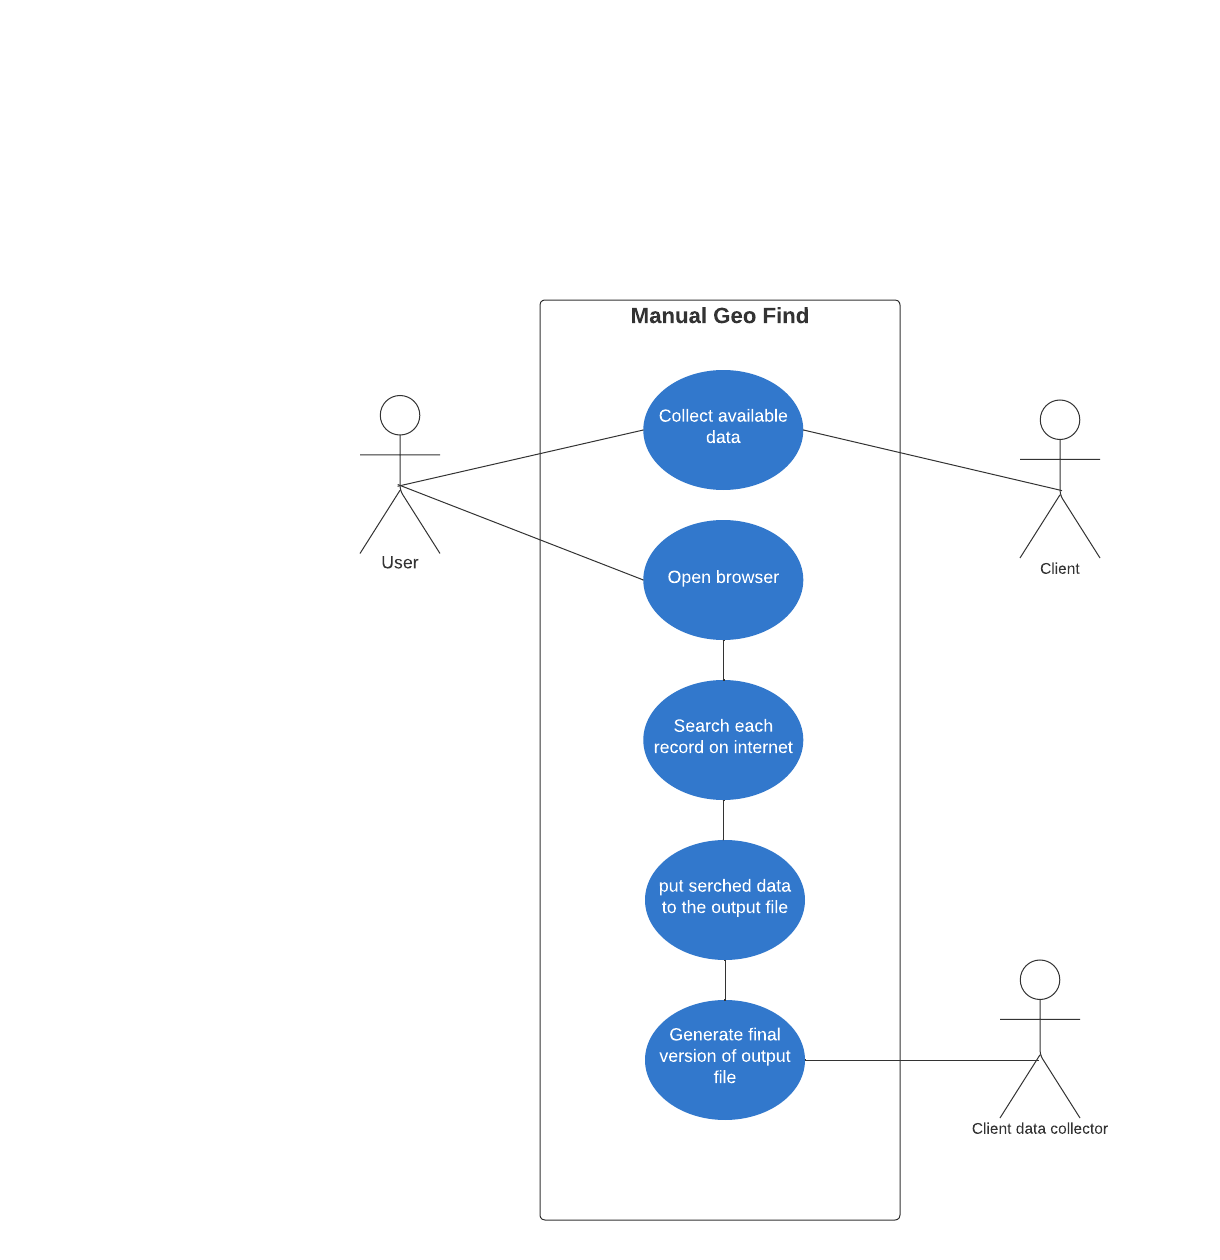 Manual Geo Find
Collect available
data
User
Client
Open browser
Search each
record on internet
put serched data
to the output file
Generate final
version of output
file
Client data collector